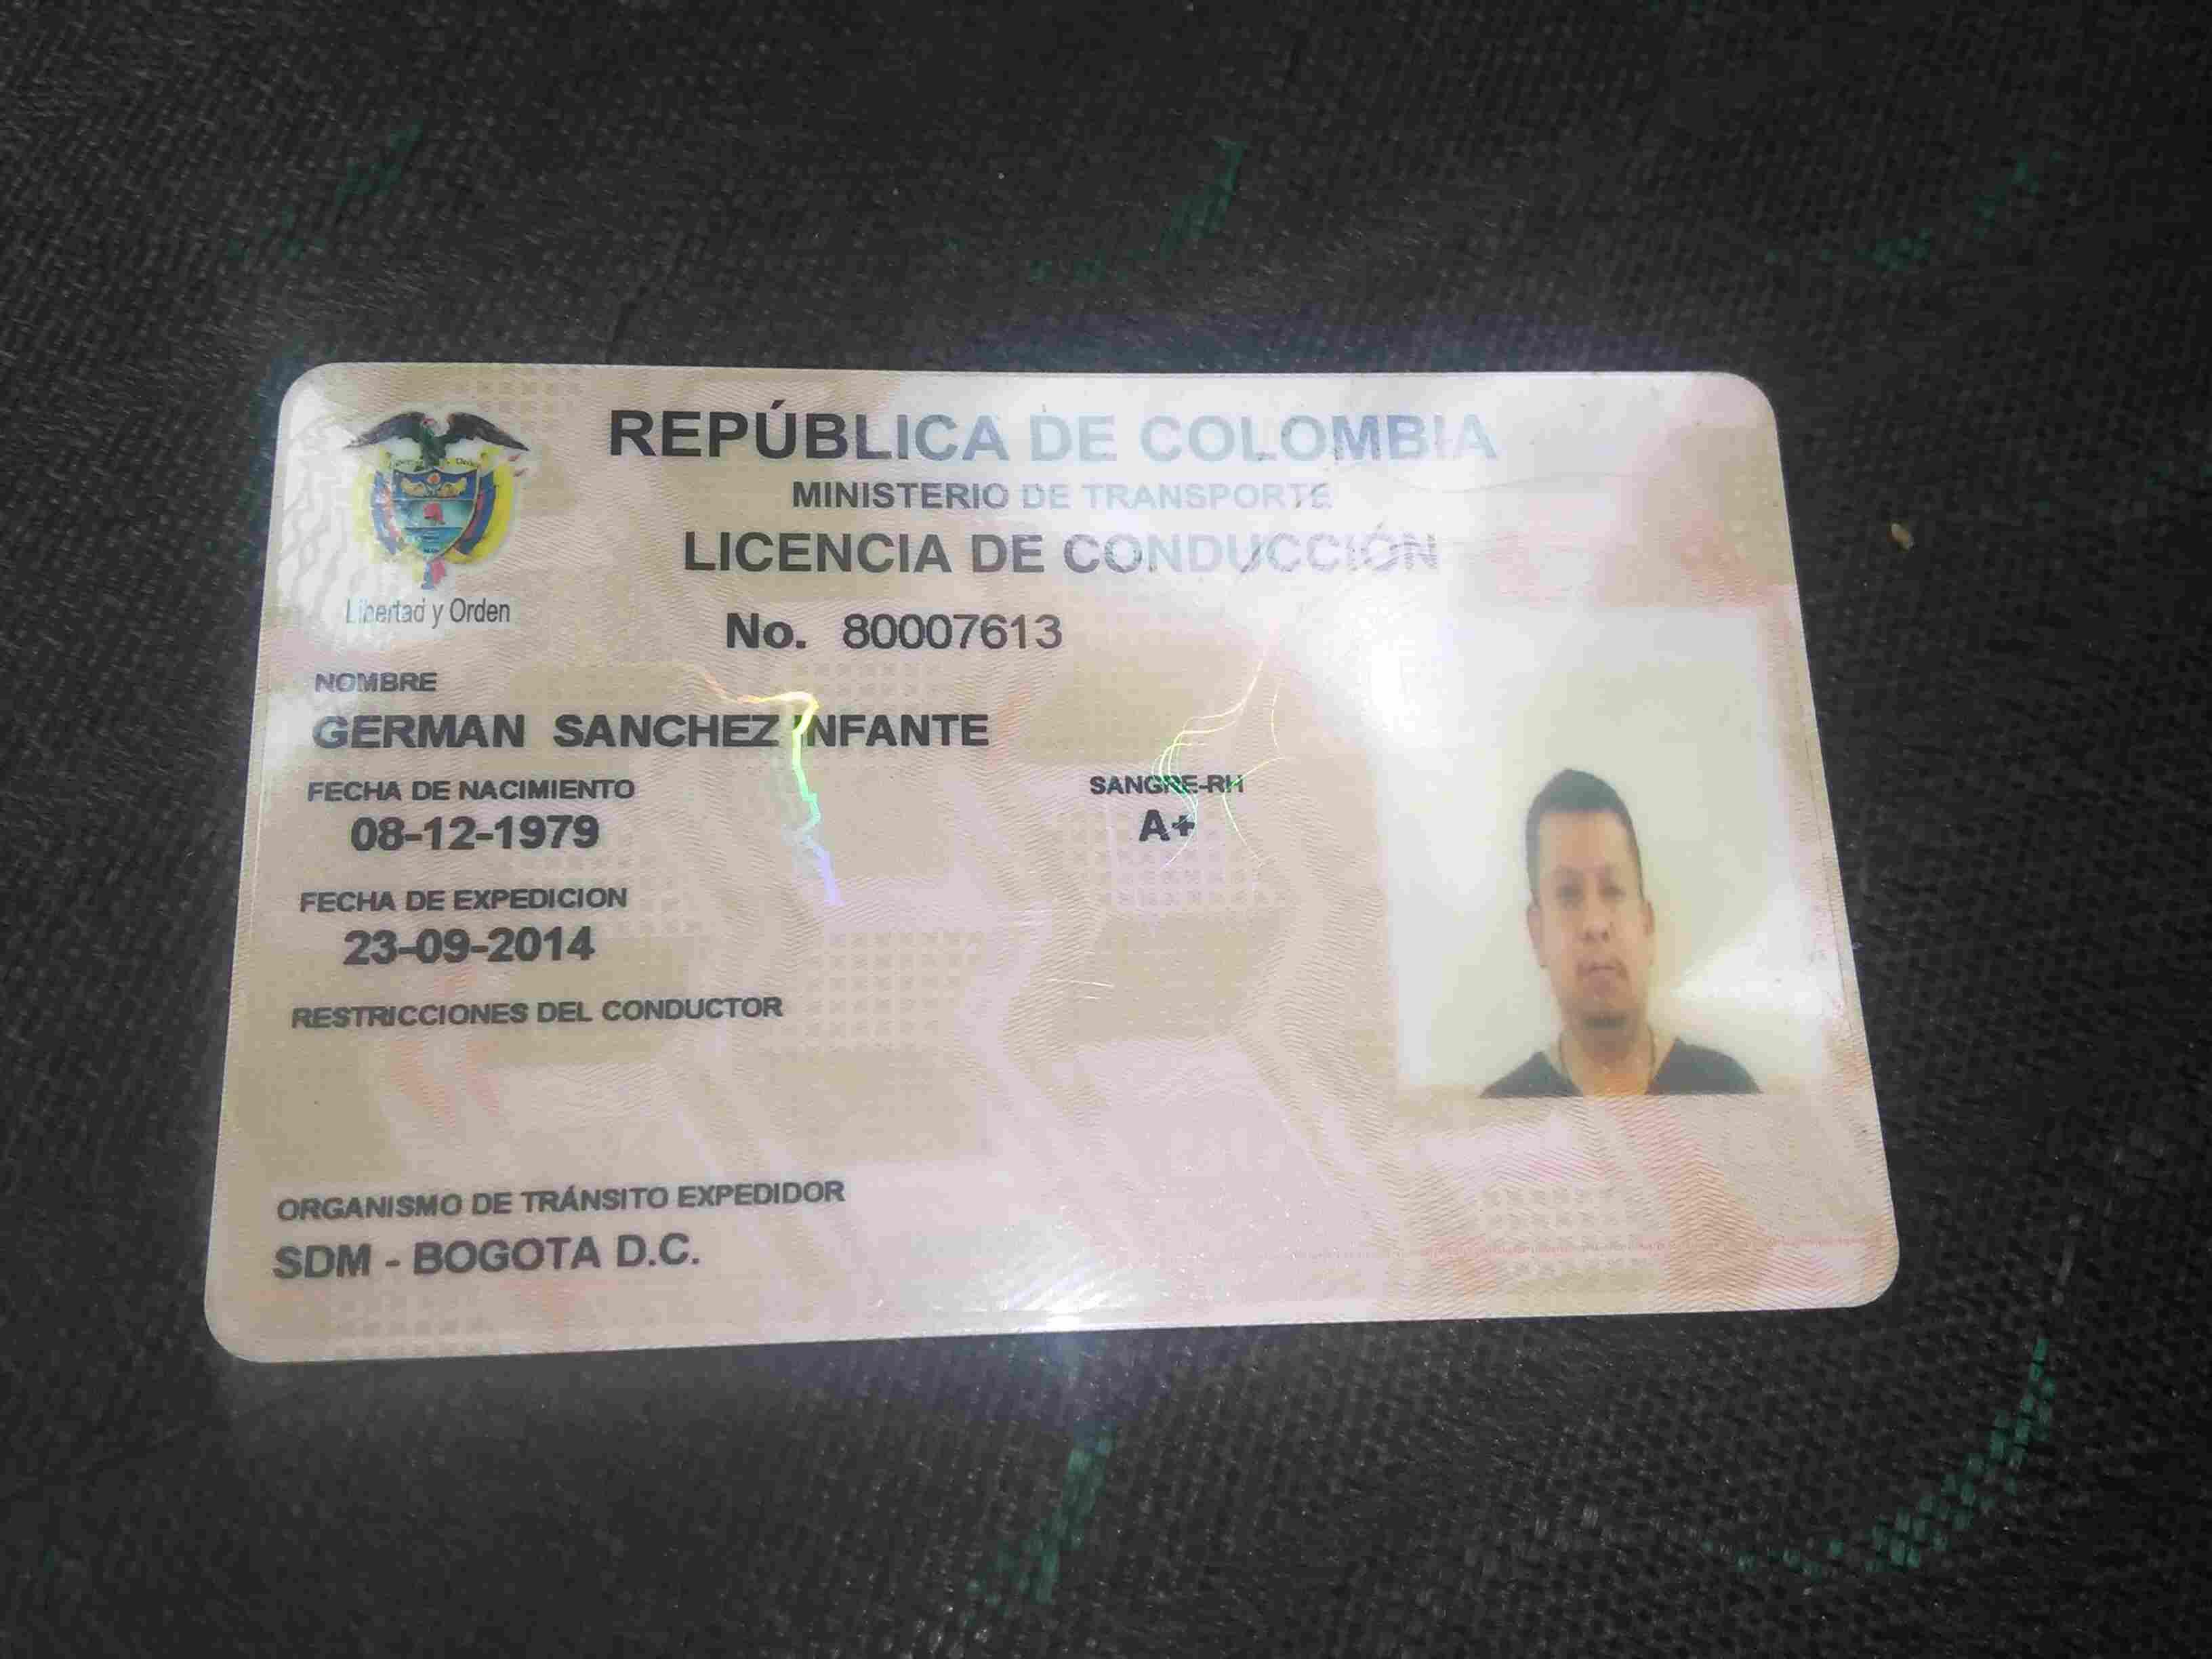 REPÚBLICA DE COLOMBIA
MINISTERIO DE TRANSPORTE
LICENCIA DE CONDUCCIÓN
Libertad y Orden
No. 80007613
NOMBRE
GERMAN SANCHEZ INFANTE
FECHA DE NACIMIENTO
08-12-1979
SANGRE-RH
A+
FECHA DE EXPEDICION
23-09-2014
RESTRICCIONES DEL CONDUCTOR
ORGANISMO DE TRÁNSITO EXPEDIDOR
SDM - BOGOTA D.C.